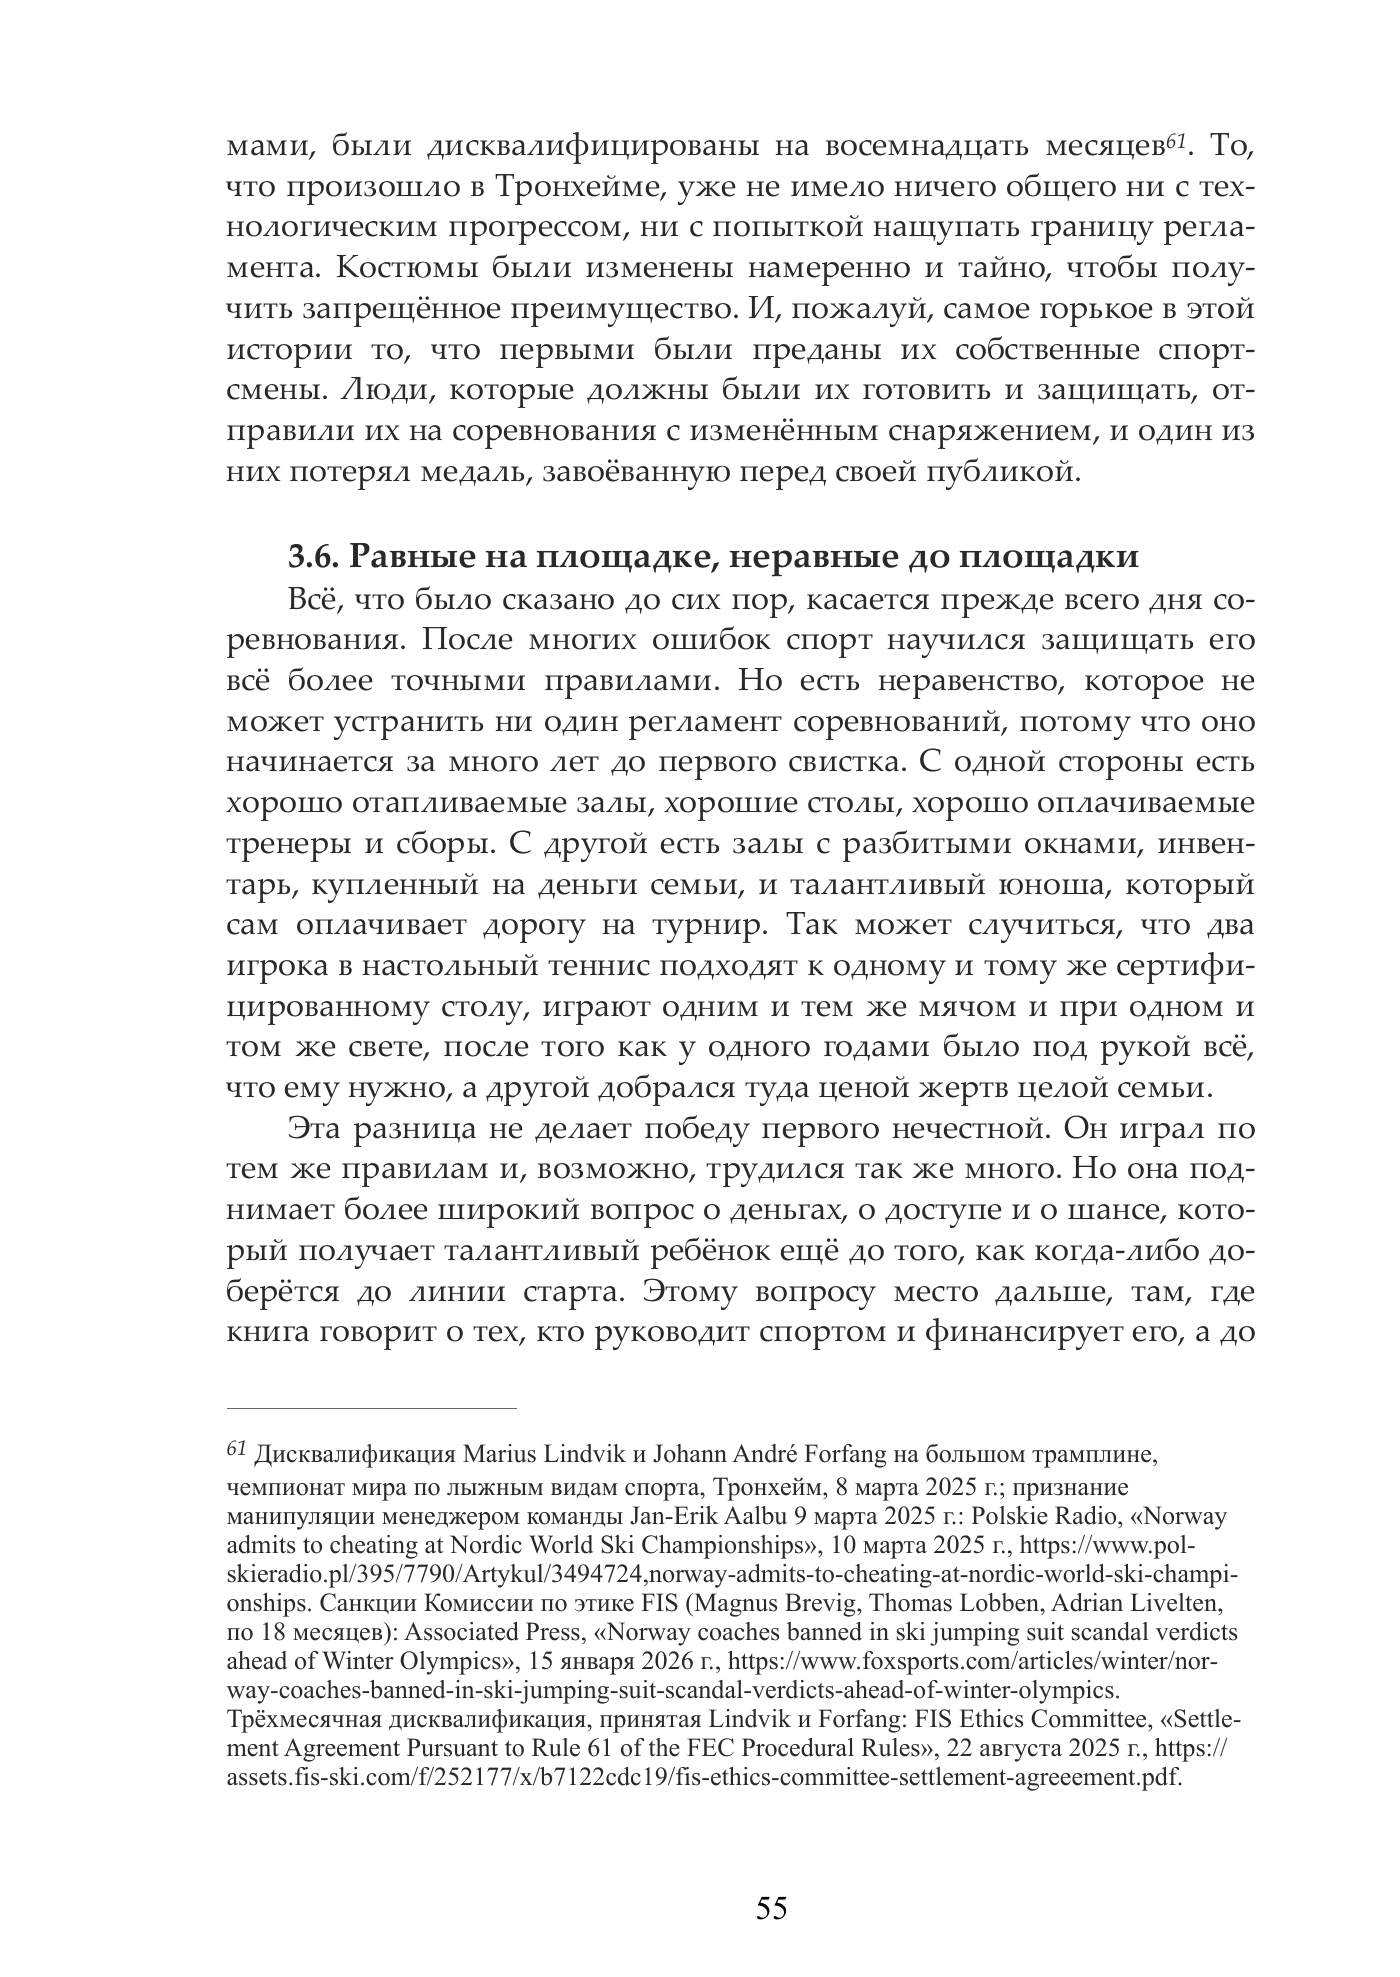 мами, были дисквалифицированы на восемнадцать месяцев61. То,
что произошло в Тронхейме, уже не имело ничего общего ни с тех-
нологическим прогрессом, ни с попыткой нащупать границу регла-
мента. Костюмы были изменены намеренно и тайно, чтобы полу-
чить запрещённое преимущество. И, пожалуй, самое горькое в этой
истории то, что первыми были преданы их собственные спорт-
смены. Люди, которые должны были их готовить и защищать, от-
правили их на соревнования с изменённым снаряжением, и один из
них потерял медаль, завоёванную перед своей публикой.
3.6. Равные на площадке, неравные до площадки
Всё, что было сказано до сих пор, касается прежде всего дня со-
ревнования. После многих ошибок спорт научился защищать его
всё более точными правилами. Но есть неравенство, которое не
может устранить ни один регламент соревнований, потому что оно
начинается за много лет до первого свистка. С одной стороны есть
хорошо отапливаемые залы, хорошие столы, хорошо оплачиваемые
тренеры и сборы. С другой есть залы с разбитыми окнами, инвен-
тарь, купленный на деньги семьи, и талантливый юноша, который
сам оплачивает дорогу на турнир. Так может случиться, что два
игрока в настольный теннис подходят к одному и тому же сертифи-
цированному столу, играют одним и тем же мячом и при одном и
том же свете, после того как у одного годами было под рукой всё,
что ему нужно, а другой добрался туда ценой жертв целой семьи.
Эта разница не делает победу первого нечестной. Он играл по
тем же правилам и, возможно, трудился так же много. Но она под-
нимает более широкий вопрос о деньгах, о доступе и о шансе, кото-
рый получает талантливый ребёнок ещё до того, как когда-либо до-
берётся до линии старта. Этому вопросу место дальше, там, где
книга говорит о тех, кто руководит спортом и финансирует его, а до
61 Дисквалификация Marius Lindvik и Johann André Forfang на большом трамплине,
чемпионат мира по лыжным видам спорта, Тронхейм, 8 марта 2025 г.; признание
манипуляции менеджером команды Jan-Erik Aalbu 9 марта 2025 г.: Polskie Radio, «Norway
admits to cheating at Nordic World Ski Championships», 10 марта 2025 г., https://www.pol-
skieradio.pl/395/7790/Artykul/3494724,norway-admits-to-cheating-at-nordic-world-ski-champi-
onships. Санкции Комиссии по этике FIS (Magnus Brevig, Thomas Lobben, Adrian Livelten,
по 18 месяцев): Associated Press, «Norway coaches banned in ski jumping suit scandal verdicts
ahead of Winter Olympics», 15 января 2026 г., https://www.foxsports.com/articles/winter/nor-
way-coaches-banned-in-ski-jumping-suit-scandal-verdicts-ahead-of-winter-olympics.
Трёхмесячная дисквалификация, принятая Lindvik и Forfang: FIS Ethics Committee, «Settle-
ment Agreement Pursuant to Rule 61 of the FEC Procedural Rules», 22 августа 2025 г., https://
assets.fis-ski.com/f/252177/x/b7122cdc19/fis-ethics-committee-settlement-agreeement.pdf.
55